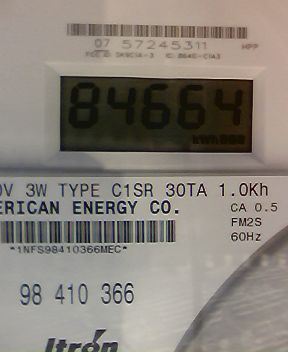 07 57245311 HPP
84664
0V 3W TYPE C1SR 30TA 1.0Kh
ERICAN ENERGY CO. CA 0.5
FM2S
*1NFS98410366MEC* 60Hz
98 410 366
Itron